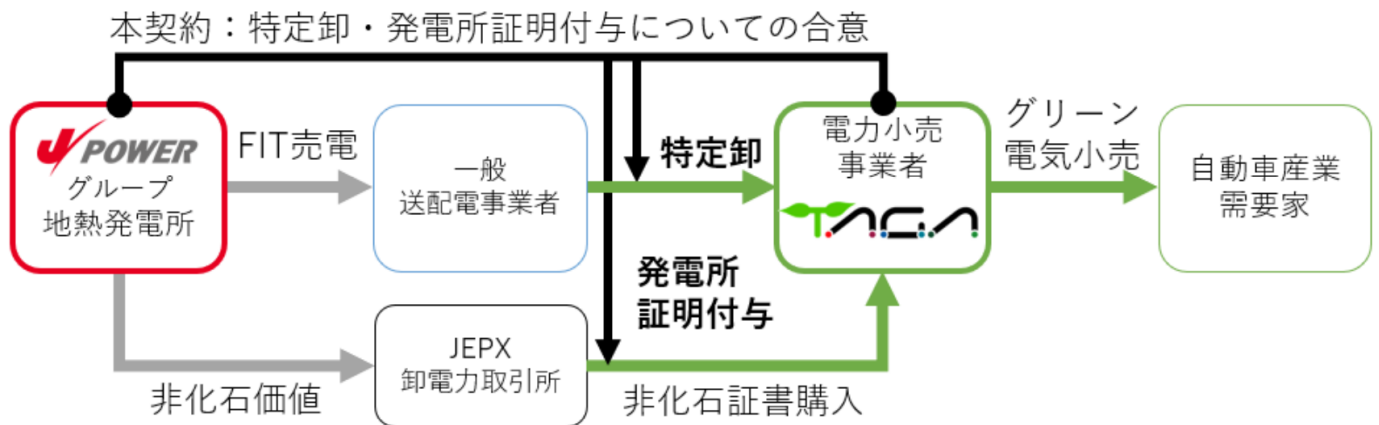 本契約：特定卸・発電所証明付与についての合意
J POWER
グループ
地熱発電所
FIT売電
一般
送配電事業者
特定卸
電力小売
事業者
TAGA
グリーン
電気小売
自動車産業
需要家
発電所
証明付与
JEPX
卸電力取引所
非化石価値
非化石証書購入